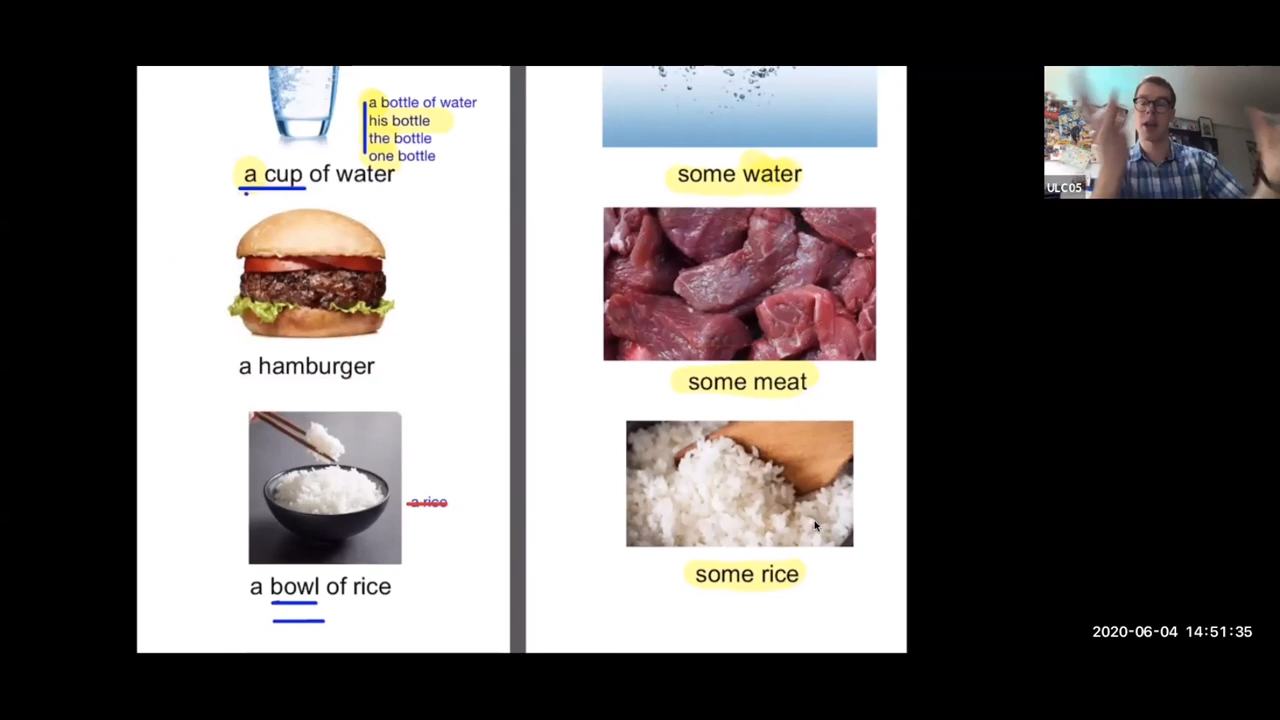 a bottle of water
his bottle
the bottle
one bottle
a cup of water
a hamburger
a rice
a bowl of rice
some water
some meat
some rice
ULC05
2020-06-04 14:51:35